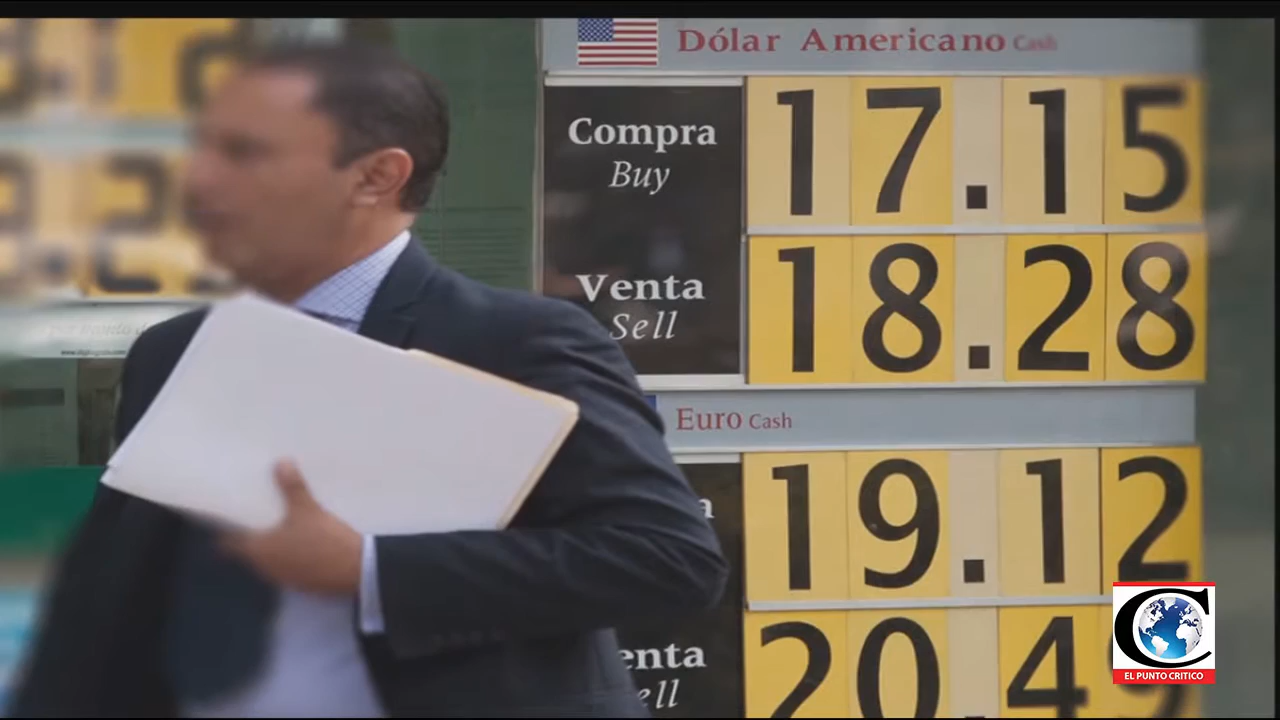 Dólar Americano Cash
Compra
Buy
17.15
Venta
Sell
18.28
Euro Cash
a
19.12
enta
ell
20.4
EL PUNTO CRITICO